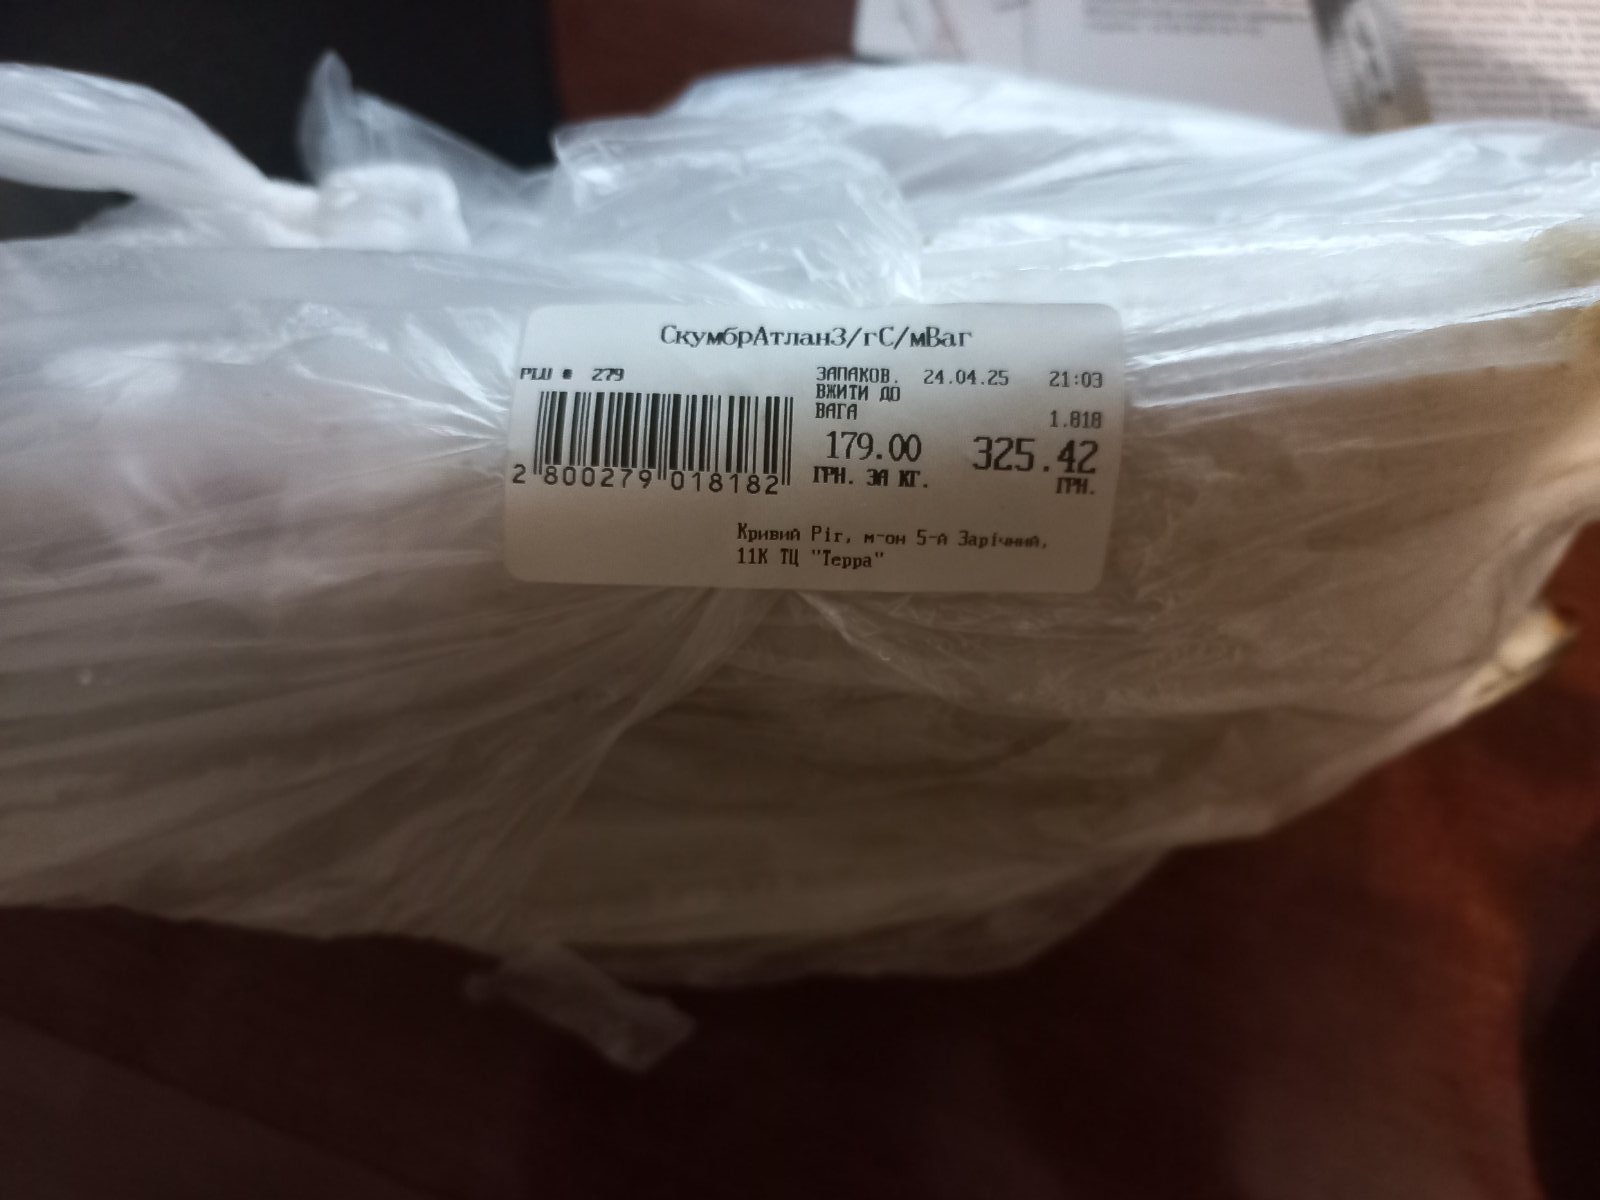 СкумбрАтланЗ/гС/мВаг
PLU # 279
ЗАПАКОВ. 24.04.25 21:03
ВЖИТИ ДО
ВАГА 1.818
179.00 325.42
ГРН. ЗА КГ. ГРН.
2 800279 018182
Кривий Ріг, м-он 5-й Зарічний,
11К ТЦ "Терра"